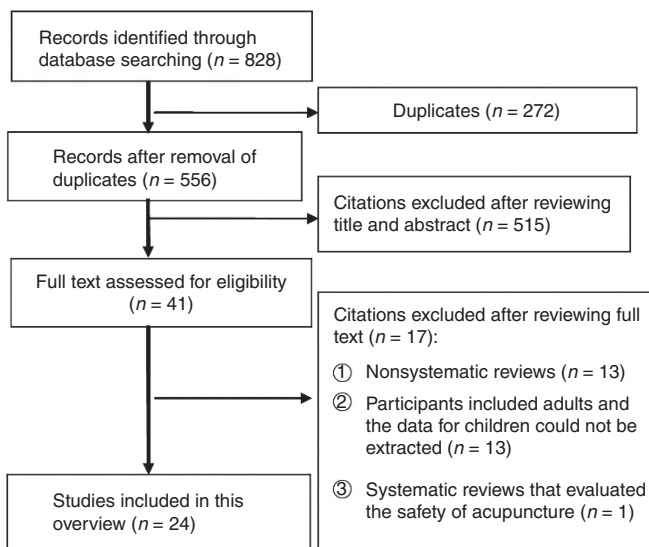 Records identified through
database searching (n = 828)
Duplicates (n = 272)
Records after removal of
duplicates (n = 556)
Citations excluded after reviewing
title and abstract (n = 515)
Full text assessed for eligibility
(n = 41)
Citations excluded after reviewing full
text (n = 17):
① Nonsystematic reviews (n = 13)
② Participants included adults and
the data for children could not be
extracted (n = 13)
③ Systematic reviews that evaluated
the safety of acupuncture (n = 1)
Studies included in this
overview (n = 24)